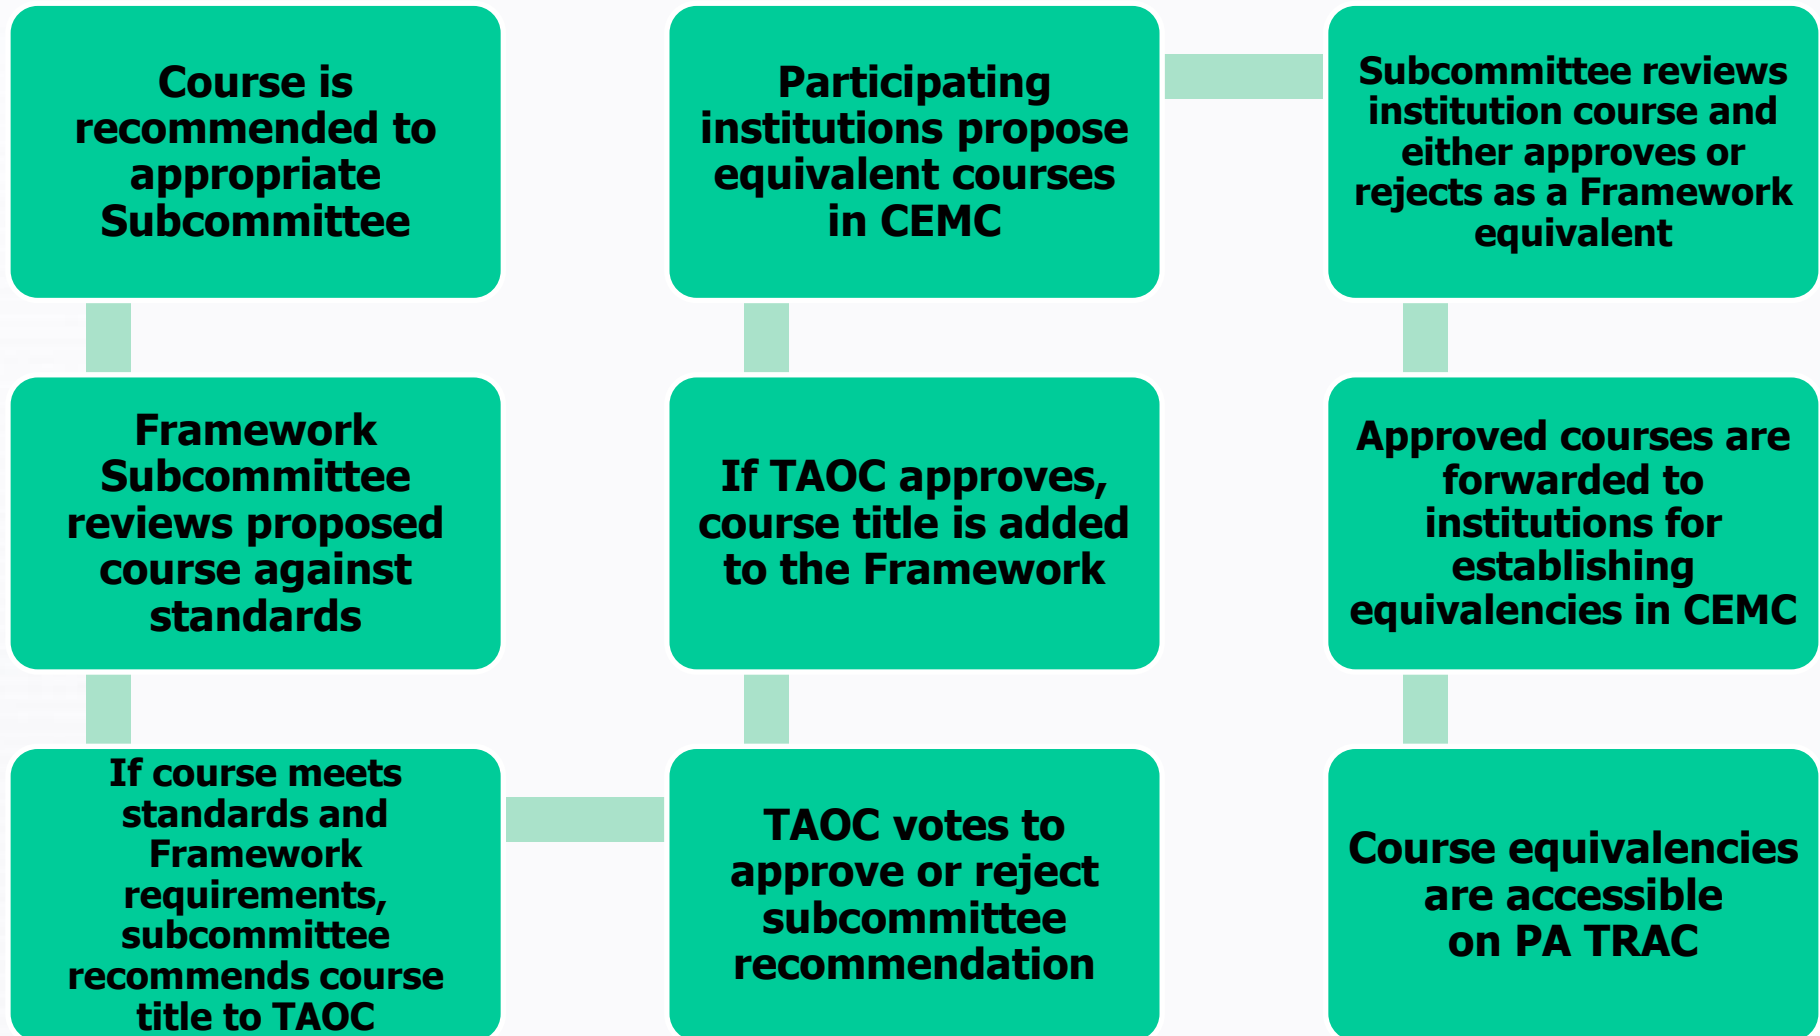 Course is
recommended to
appropriate
Subcommittee
Framework
Subcommittee
reviews proposed
course against
standards
If course meets
standards and
Framework
requirements,
subcommittee
recommends course
title to TAOC
TAOC votes to
approve or reject
subcommittee
recommendation
If TAOC approves,
course title is added
to the Framework
Participating
institutions propose
equivalent courses
in CEMC
Subcommittee reviews
institution course and
either approves or
rejects as a Framework
equivalent
Approved courses are
forwarded to
institutions for
establishing
equivalencies in CEMC
Course equivalencies
are accessible
on PA TRAC